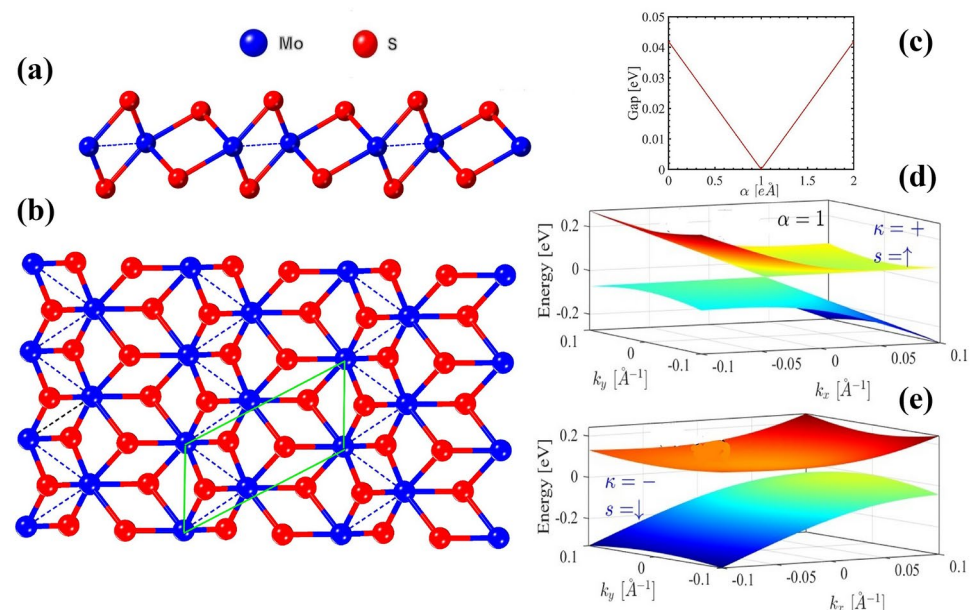 Mo
S
(a)
(b)
(c)
Gap [eV]
0.05
0.04
0.03
0.02
0.01
0
0
0.5
1
1.5
2
α [eÅ]
(d)
Energy [eV]
0.2
0
-0.2
α = 1
κ = +
s =↑
0.1
0
-0.1
k_y [Å⁻¹]
-0.1
0
0.05
0.1
k_x [Å⁻¹]
(e)
Energy [eV]
0.2
0
-0.2
κ = −
s =↓
0.1
0
-0.1
k_y [Å⁻¹]
-0.1
-0.05
0
0.05
0.1
k_x [Å⁻¹]